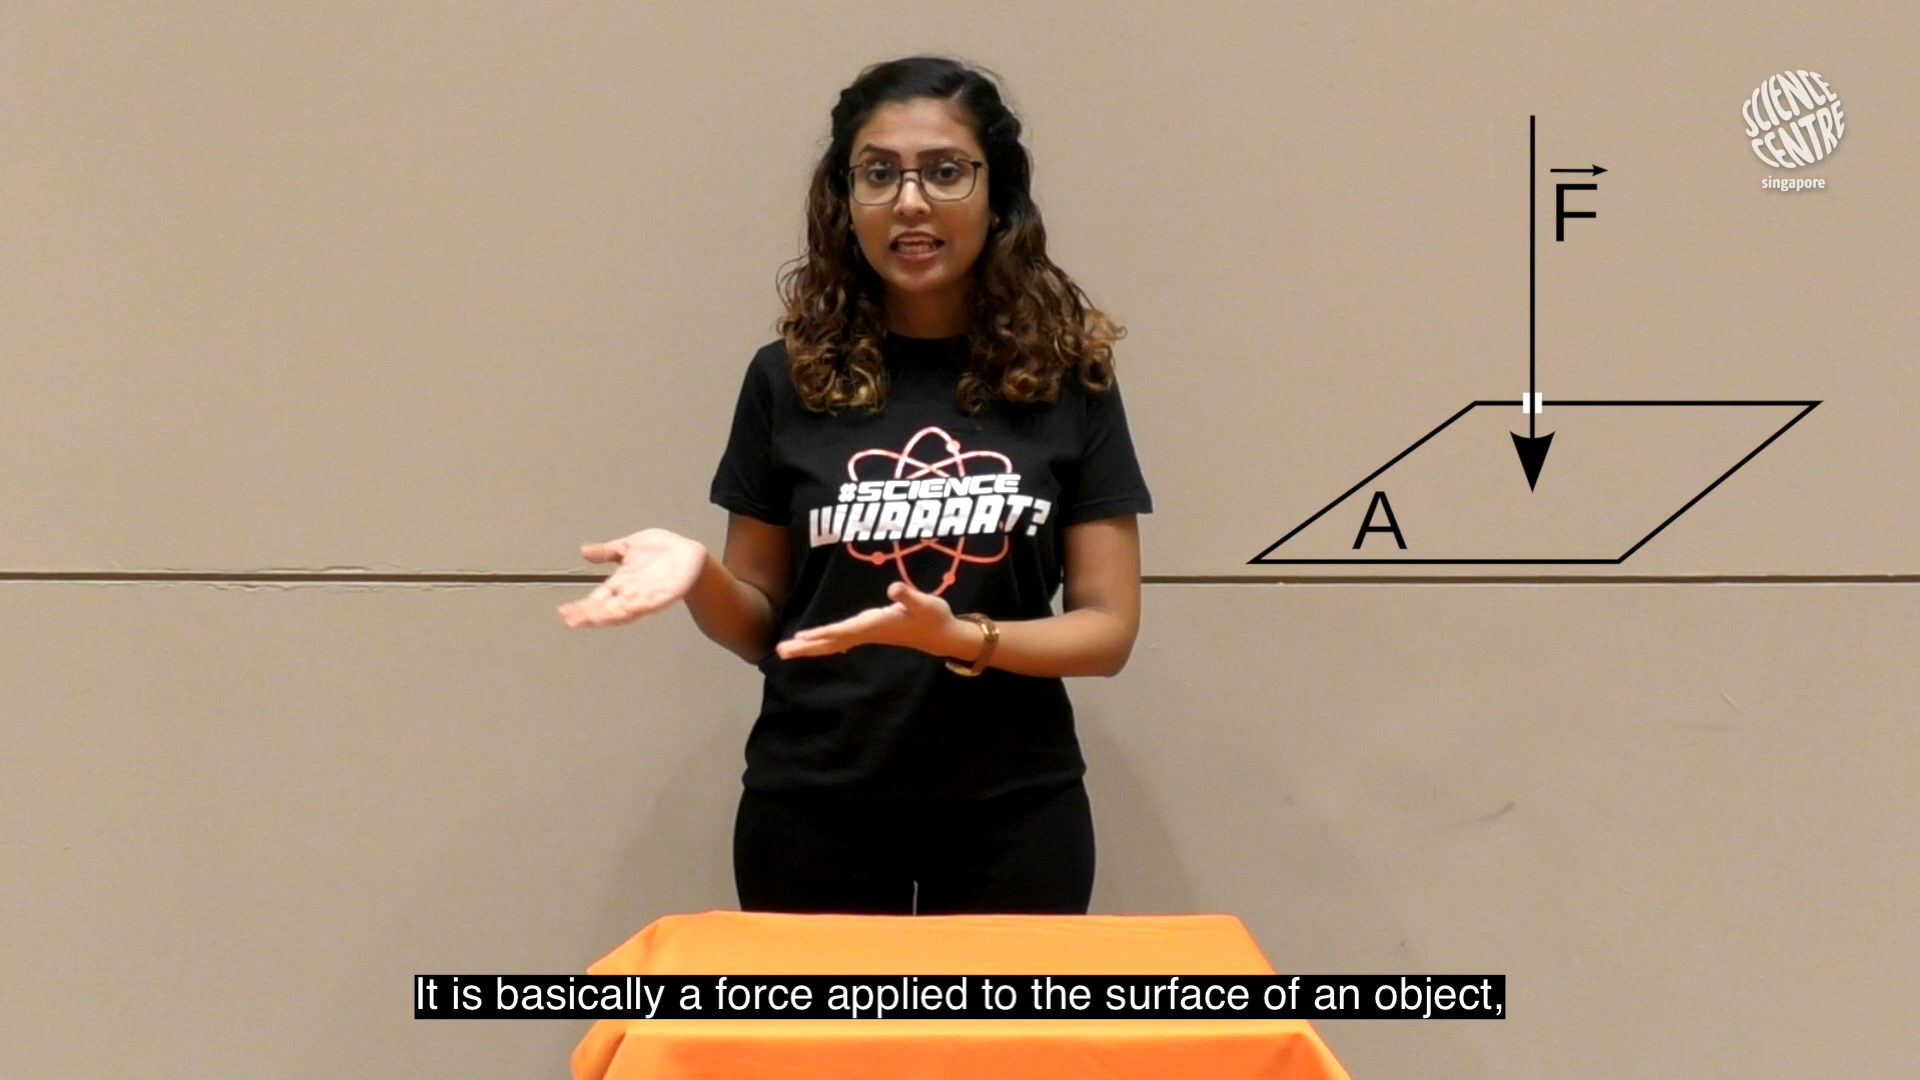 SCIENCE
CENTRE
singapore
F
A
#SCIENCE
WHAAAAT?
It is basically a force applied to the surface of an object,